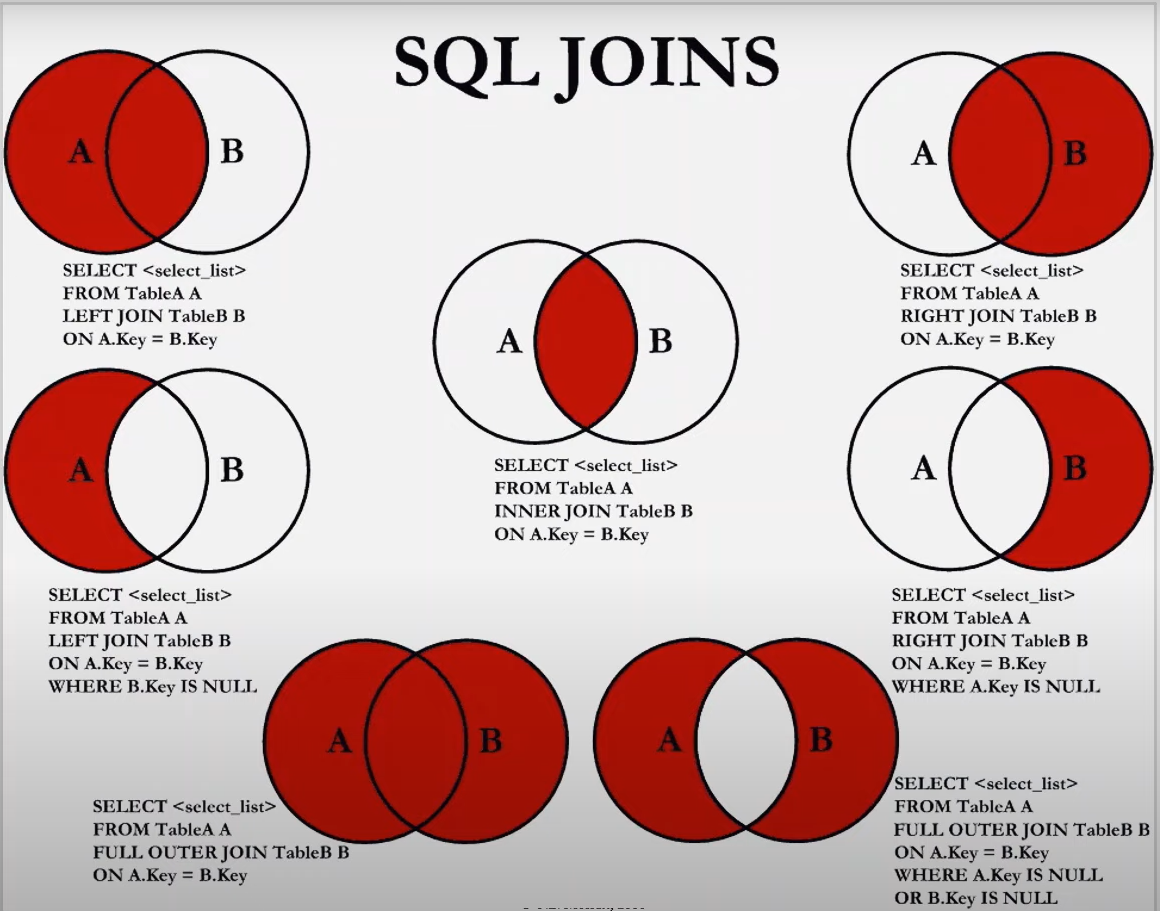 SQL JOINS
A B
SELECT <select_list>
FROM TableA A
LEFT JOIN TableB B
ON A.Key = B.Key
A B
SELECT <select_list>
FROM TableA A
RIGHT JOIN TableB B
ON A.Key = B.Key
A B
SELECT <select_list>
FROM TableA A
INNER JOIN TableB B
ON A.Key = B.Key
A B
SELECT <select_list>
FROM TableA A
LEFT JOIN TableB B
ON A.Key = B.Key
WHERE B.Key IS NULL
A B
SELECT <select_list>
FROM TableA A
RIGHT JOIN TableB B
ON A.Key = B.Key
WHERE A.Key IS NULL
A B
SELECT <select_list>
FROM TableA A
FULL OUTER JOIN TableB B
ON A.Key = B.Key
A B
SELECT <select_list>
FROM TableA A
FULL OUTER JOIN TableB B
ON A.Key = B.Key
WHERE A.Key IS NULL
OR B.Key IS NULL